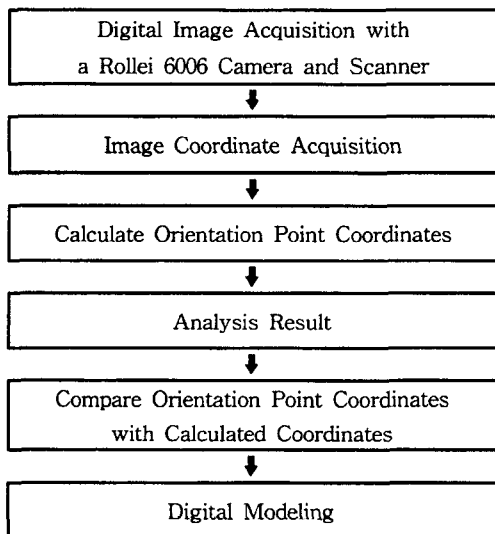 Digital Image Acquisition with
a Rollei 6006 Camera and Scanner
Image Coordinate Acquisition
Calculate Orientation Point Coordinates
Analysis Result
Compare Orientation Point Coordinates
with Calculated Coordinates
Digital Modeling